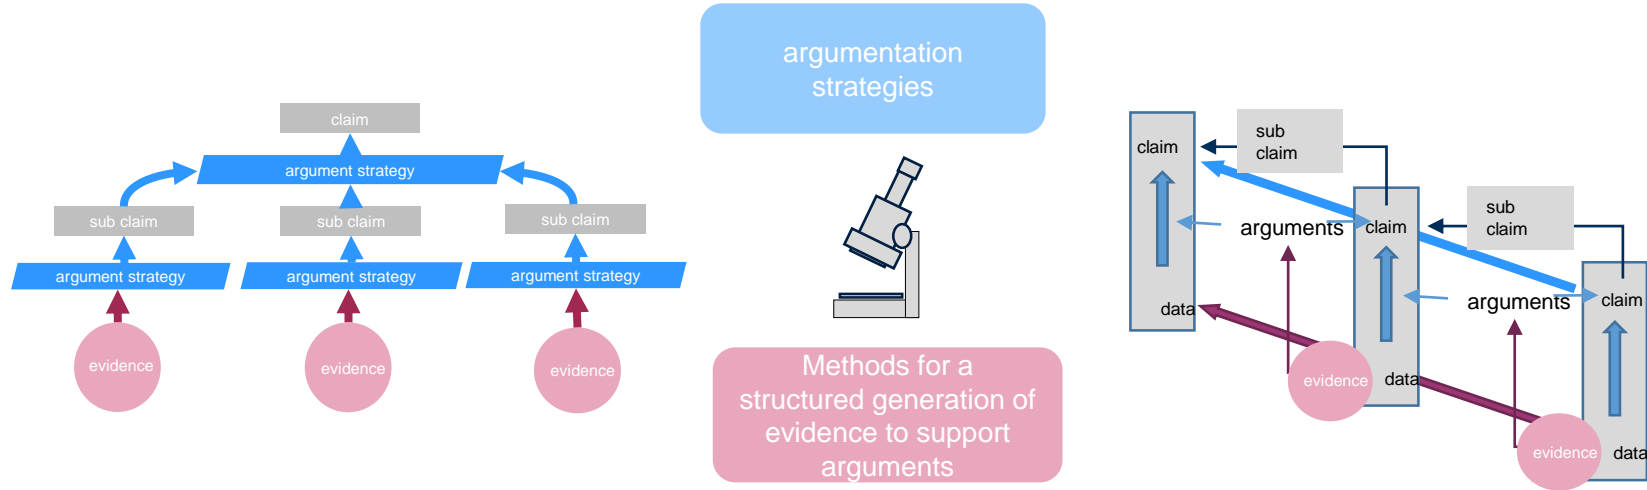 claim
argument strategy
sub claim
sub claim
sub claim
argument strategy
argument strategy
argument strategy
evidence
evidence
evidence
argumentation
strategies
Methods for a
structured generation of
evidence to support
arguments
claim
sub
claim
arguments
claim
sub
claim
data
arguments
claim
evidence
data
evidence
data